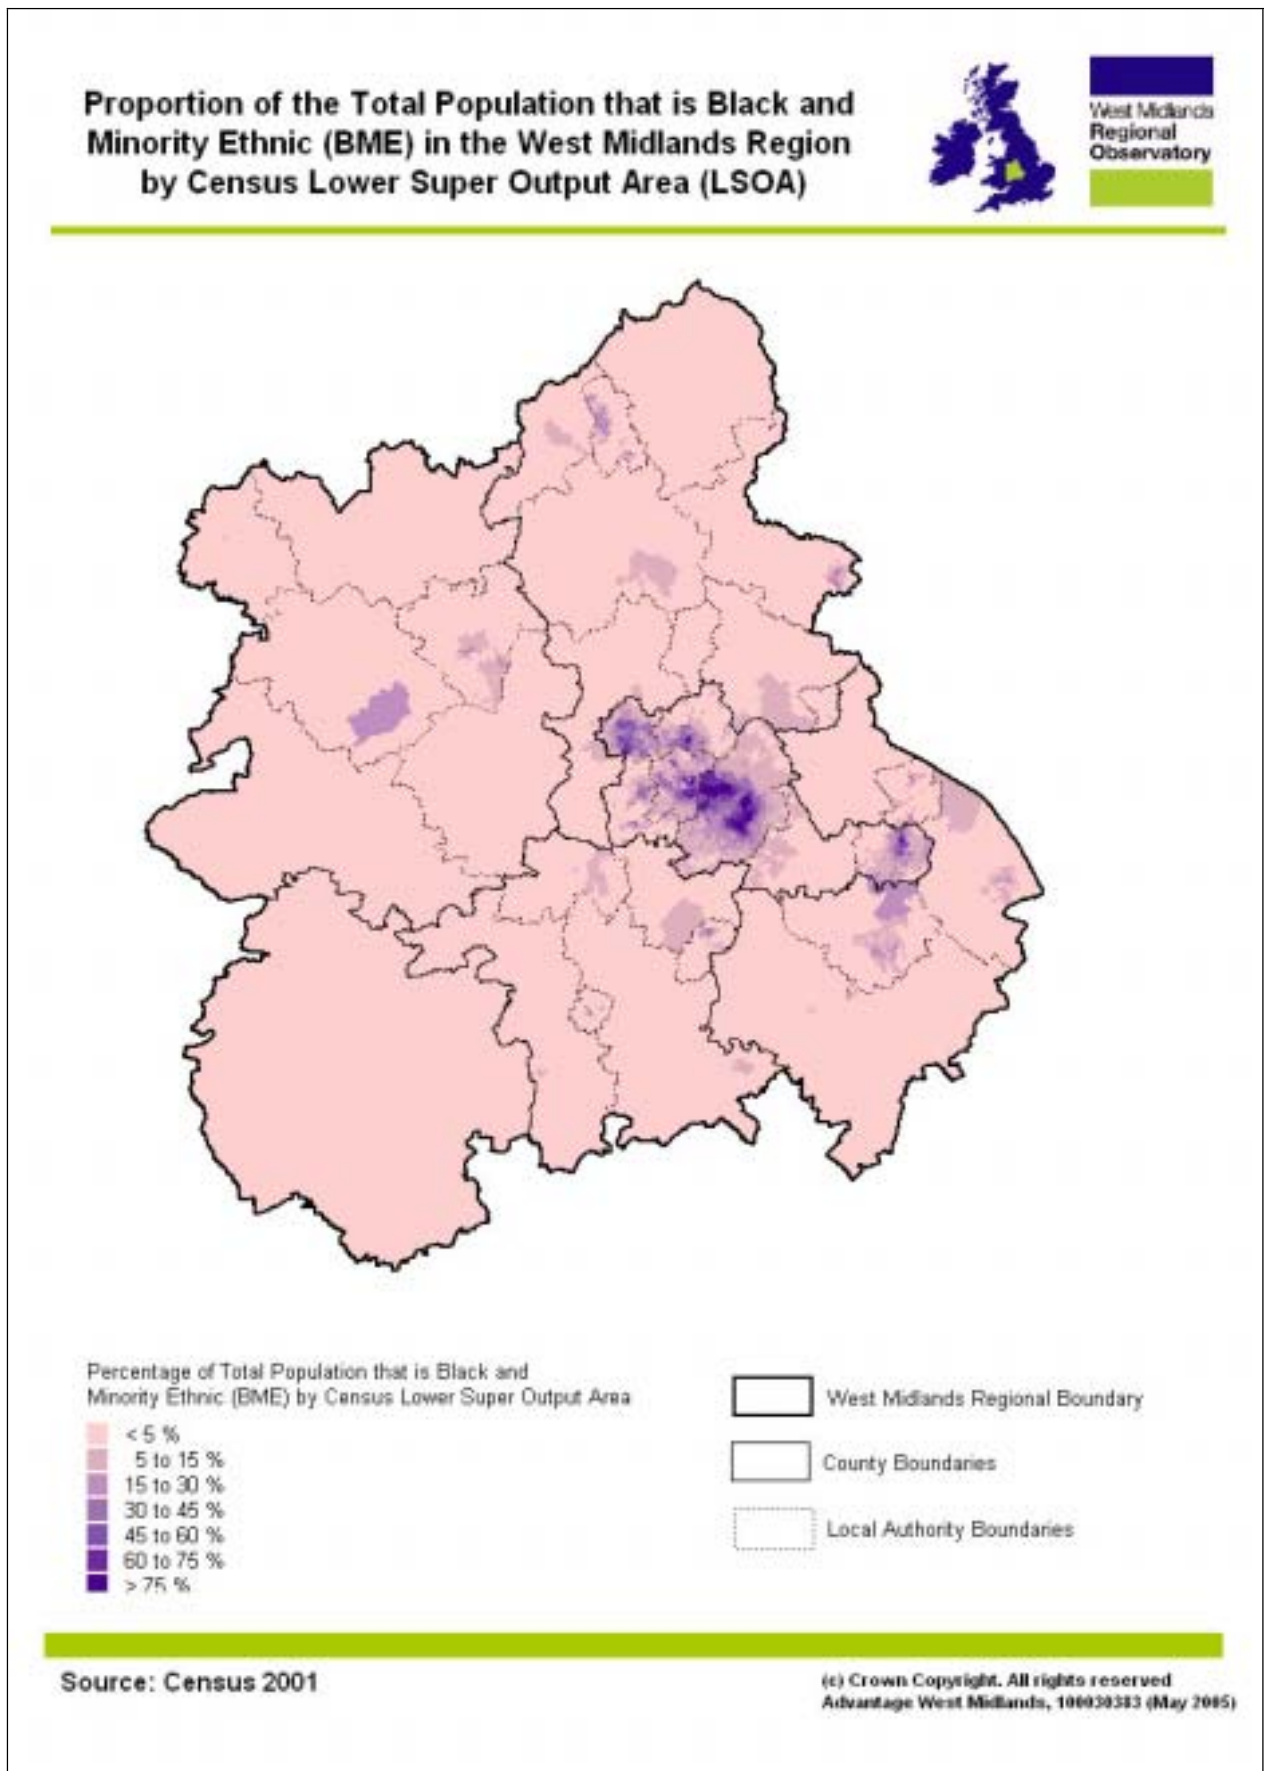 Proportion of the Total Population that is Black and
Minority Ethnic (BME) in the West Midlands Region
by Census Lower Super Output Area (LSOA)
West Midlands
Regional
Observatory
Percentage of Total Population that is Black and
Minority Ethnic (BME) by Census Lower Super Output Area
< 5 %
5 to 15 %
15 to 30 %
30 to 45 %
45 to 60 %
60 to 75 %
> 75 %
West Midlands Regional Boundary
County Boundaries
Local Authority Boundaries
Source: Census 2001
(c) Crown Copyright. All rights reserved
Advantage West Midlands, 100030383 (May 2005)